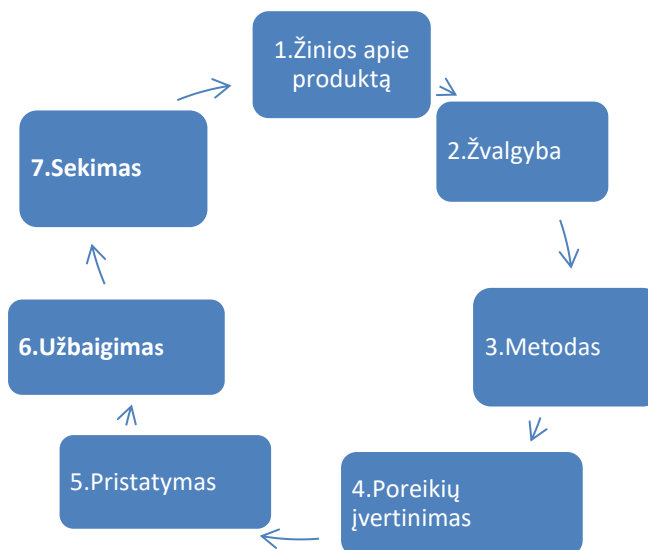 1.Žinios apie
produktą
2.Žvalgyba
3.Metodas
4.Poreikių
įvertinimas
5.Pristatymas
6.Užbaigimas
7.Sekimas